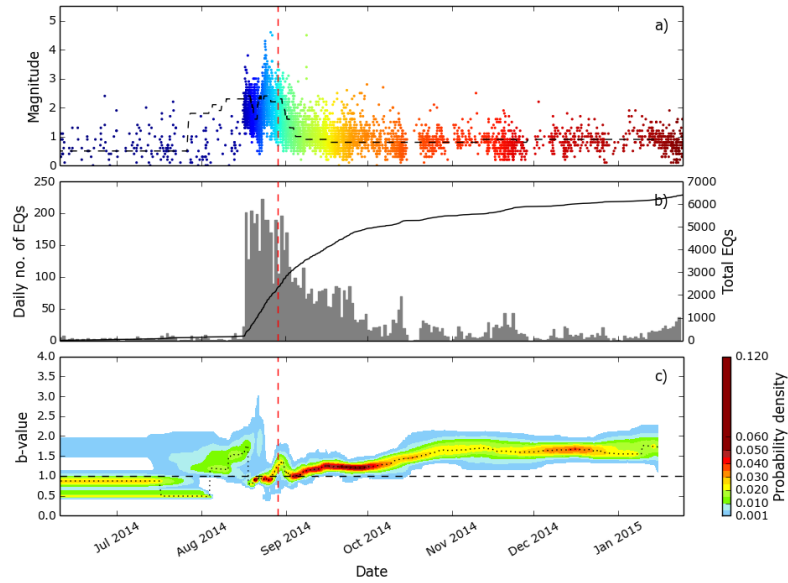 a)
5
4
3
2
1
0
Magnitude
b)
250
200
150
100
50
0
Daily no. of EQs
7000
6000
5000
4000
3000
2000
1000
0
Total EQs
c)
4.0
3.5
3.0
2.5
2.0
1.5
1.0
0.5
0.0
b-value
Jul 2014
Aug 2014
Sep 2014
Oct 2014
Nov 2014
Dec 2014
Jan 2015
Date
0.120
0.060
0.050
0.040
0.030
0.020
0.010
0.001
Probability density